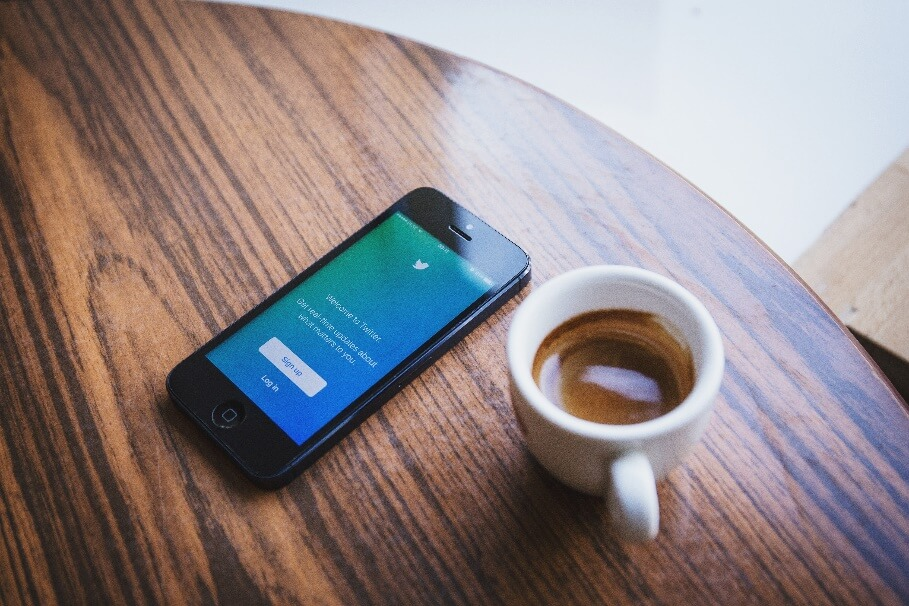 Welcome to Twitter.
Get real-time updates about
what matters to you.
Sign up
Log in